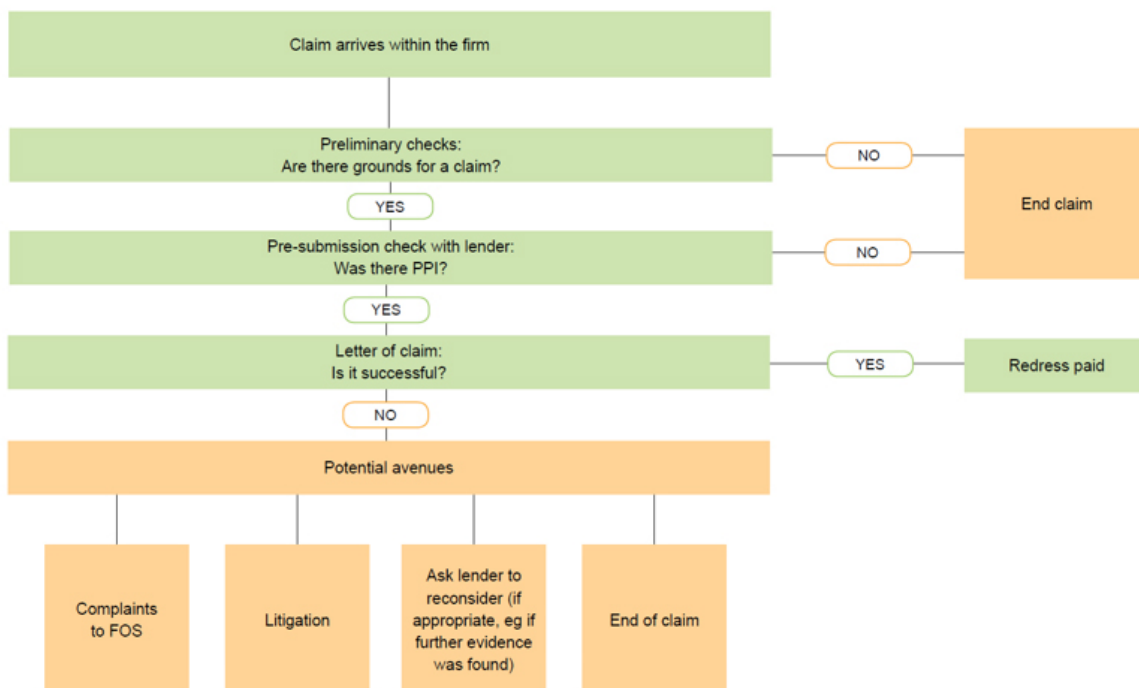 Claim arrives within the firm
Preliminary checks:
Are there grounds for a claim?
NO
End claim
YES
Pre-submission check with lender:
Was there PPI?
NO
YES
Letter of claim:
Is it successful?
YES
Redress paid
NO
Potential avenues
Complaints
to FOS
Litigation
Ask lender to
reconsider (if
appropriate, eg if
further evidence
was found)
End of claim